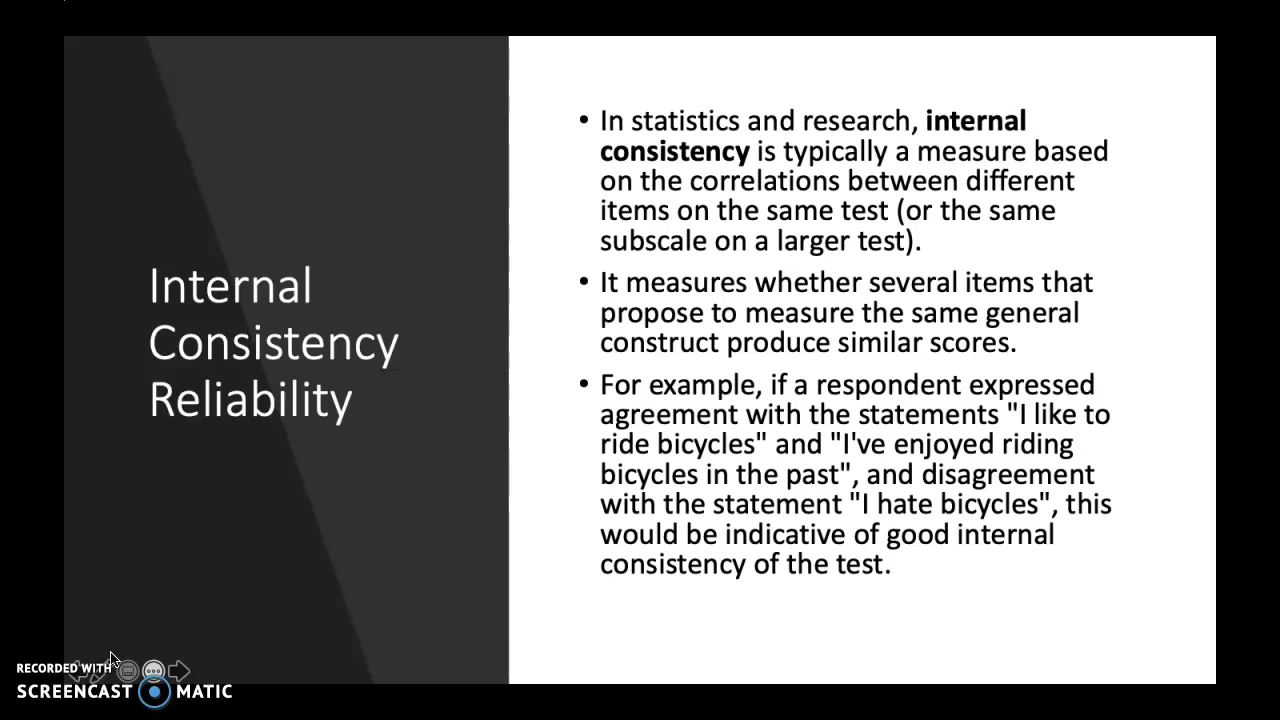 Internal
Consistency
Reliability
• In statistics and research, internal
consistency is typically a measure based
on the correlations between different
items on the same test (or the same
subscale on a larger test).
• It measures whether several items that
propose to measure the same general
construct produce similar scores.
• For example, if a respondent expressed
agreement with the statements "I like to
ride bicycles" and "I've enjoyed riding
bicycles in the past", and disagreement
with the statement "I hate bicycles", this
would be indicative of good internal
consistency of the test.
RECORDED WITH
SCREENCAST MATIC